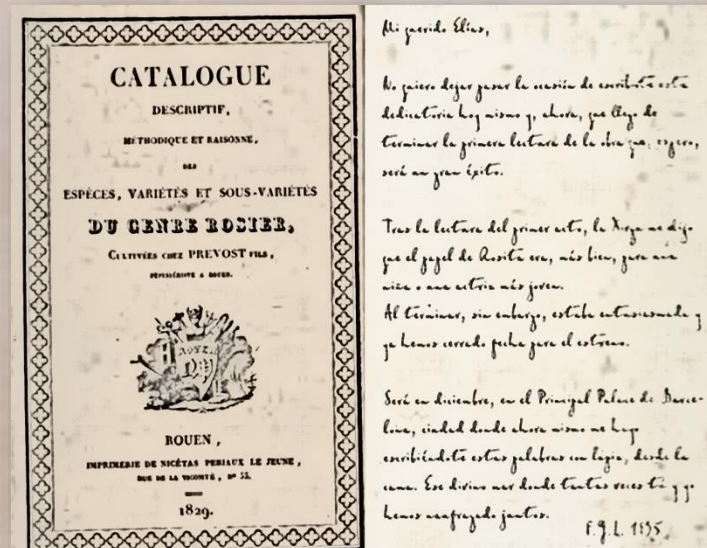 CATALOGUE
DESCRIPTIF,
MÉTHODIQUE ET RAISONNE,
DES
ESPÈCES, VARIÉTÉS ET SOUS-VARIÉTÉS
DU GENRE ROSIER,
CULTIVÉES CHEZ PREVOST FILS,
PÉPINIÉRISTE A ROUEN.
ROUEN,
IMPRIMERIE DE NICÉTAS PERIAUX LE JEUNE,
RUE DE LA VICOMTÉ, Nº 55.
1829.
Mi querido Elías,
No quiero dejar pasar la ocasión de escribirte esta
dedicatoria hoy mismo y, ahora, que llego de
terminar la primera lectura de la obra que, espero,
será un gran éxito.
Tras la lectura del primer acto, la Xirgu me dijo
que el papel de Rosita era, más bien, para una
niña o una actriz más joven.
Al terminar, sin embargo, estaba entusiasmada y
ya hemos cerrado fecha para el estreno.
Será en diciembre, en el Principal Palace de Barce-
lona, ciudad donde ahora mismo me hago
escribiéndote estas palabras con lápiz, desde la
cama. Ese divino mar donde tantas veces tú y yo
hemos naufragado juntos.
F.G.L. 1935